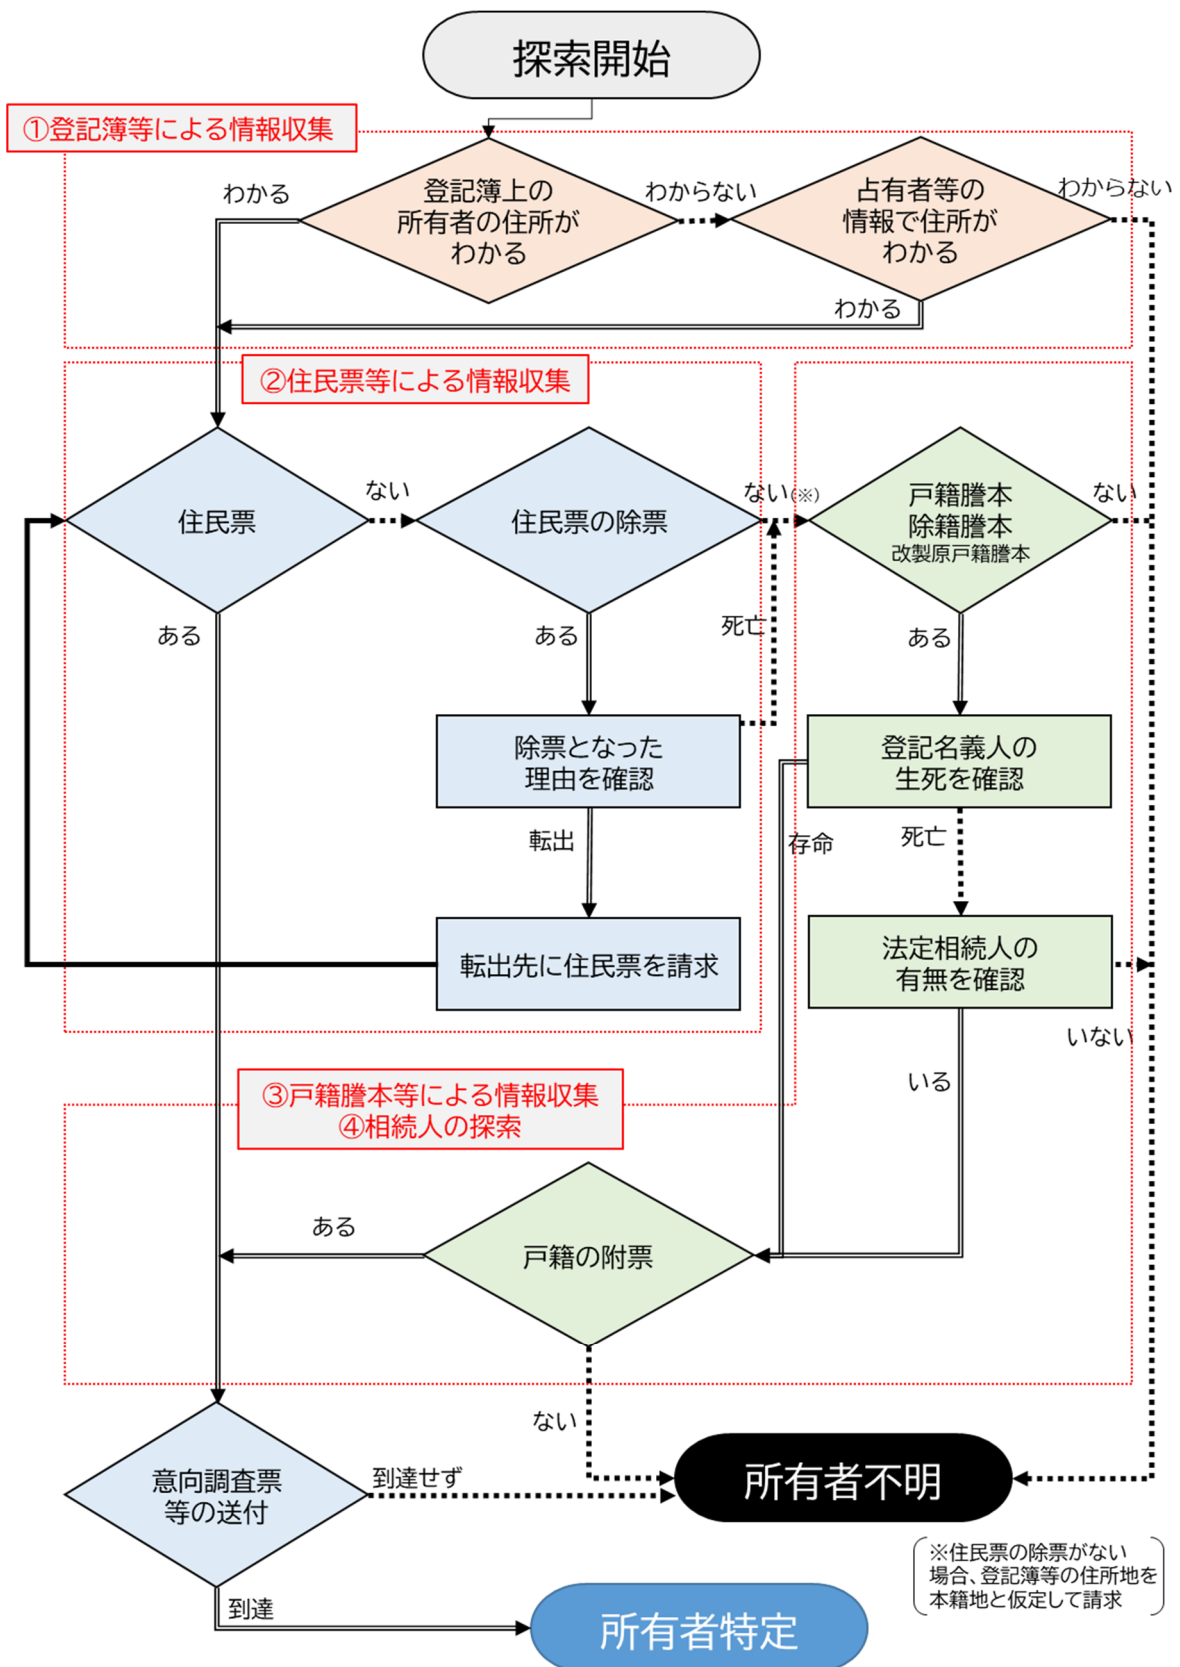 探索開始
①登記簿等による情報収集
わかる
登記簿上の
所有者の住所が
わかる
わからない
占有者等の
情報で住所が
わかる
わからない
わかる
②住民票等による情報収集
住民票
ない
住民票の除票
ない(※)
戸籍謄本
除籍謄本
改製原戸籍謄本
ない
ある
ある
死亡
ある
除票となった
理由を確認
登記名義人の
生死を確認
転出
存命
死亡
転出先に住民票を請求
法定相続人の
有無を確認
いない
いる
③戸籍謄本等による情報収集
④相続人の探索
ある
戸籍の附票
ない
意向調査票
等の送付
到達せず
所有者不明
※住民票の除票がない
場合、登記簿等の住所地を
本籍地と仮定して請求
到達
所有者特定